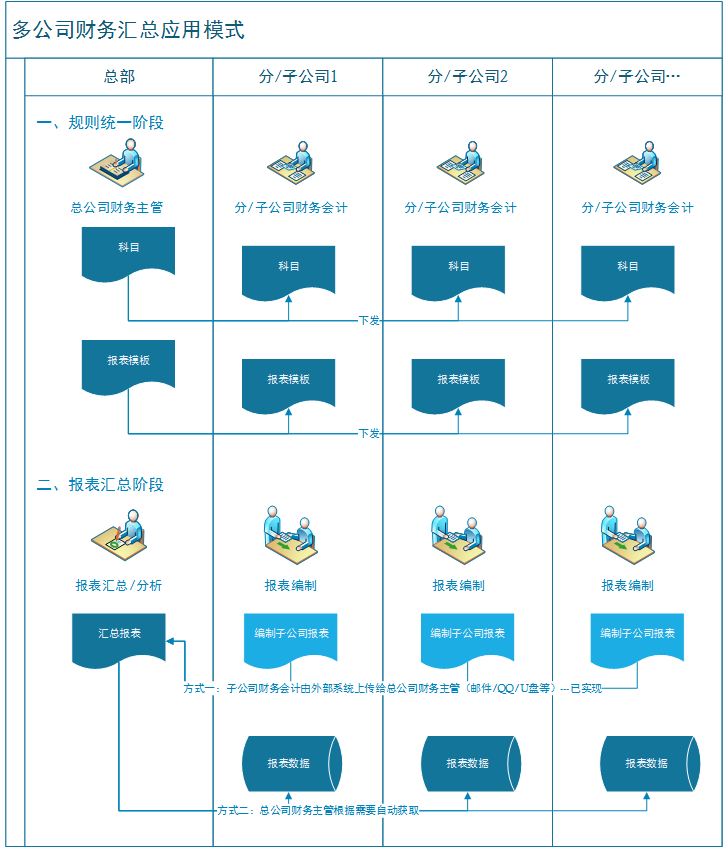 多公司财务汇总应用模式
总部 分/子公司1 分/子公司2 分/子公司…
一、规则统一阶段
总公司财务主管 分/子公司财务会计 分/子公司财务会计 分/子公司财务会计
科目 科目 科目 科目
下发
报表模板 报表模板 报表模板 报表模板
下发
二、报表汇总阶段
报表汇总/分析 报表编制 报表编制 报表编制
汇总报表 编制子公司报表 编制子公司报表 编制子公司报表
方式一：子公司财务会计由外部系统上传给总公司财务主管（邮件/QQ/U盘等）---已实现
报表数据 报表数据 报表数据
方式二：总公司财务主管根据需要自动获取